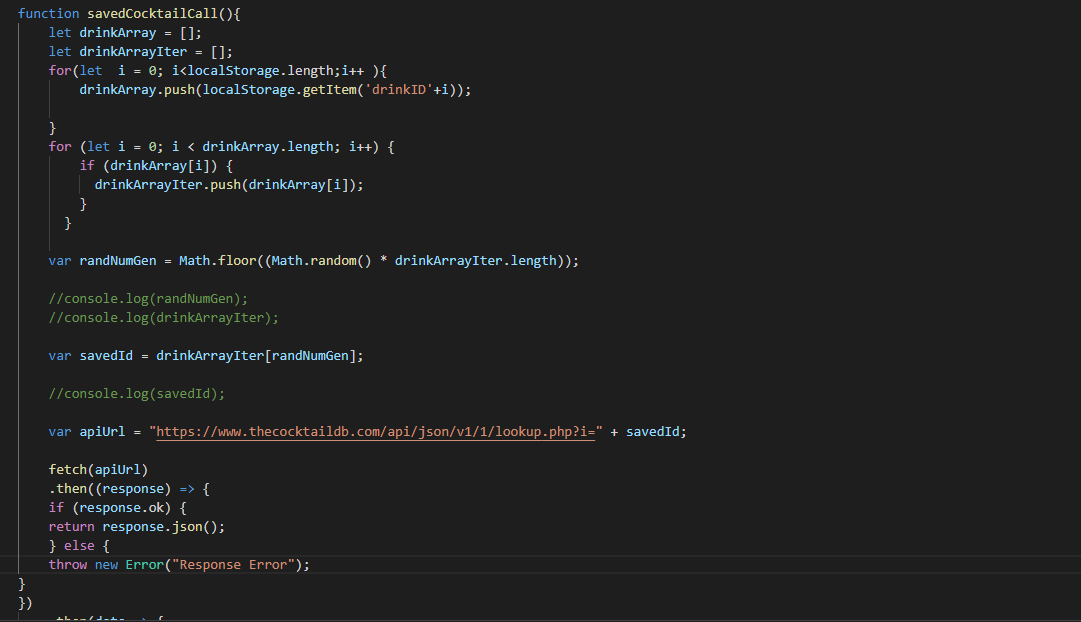 function savedCocktailCall(){
let drinkArray = [];
let drinkArrayIter = [];
for(let  i = 0; i<localStorage.length;i++ ){
drinkArray.push(localStorage.getItem('drinkID'+i));
}
for (let i = 0; i < drinkArray.length; i++) {
if (drinkArray[i]) {
drinkArrayIter.push(drinkArray[i]);
}
}
var randNumGen = Math.floor((Math.random() * drinkArrayIter.length));
//console.log(randNumGen);
//console.log(drinkArrayIter);
var savedId = drinkArrayIter[randNumGen];
//console.log(savedId);
var apiUrl = "https://www.thecocktaildb.com/api/json/v1/1/lookup.php?i=" + savedId;
fetch(apiUrl)
.then((response) => {
if (response.ok) {
return response.json();
} else {
throw new Error("Response Error");
}
})